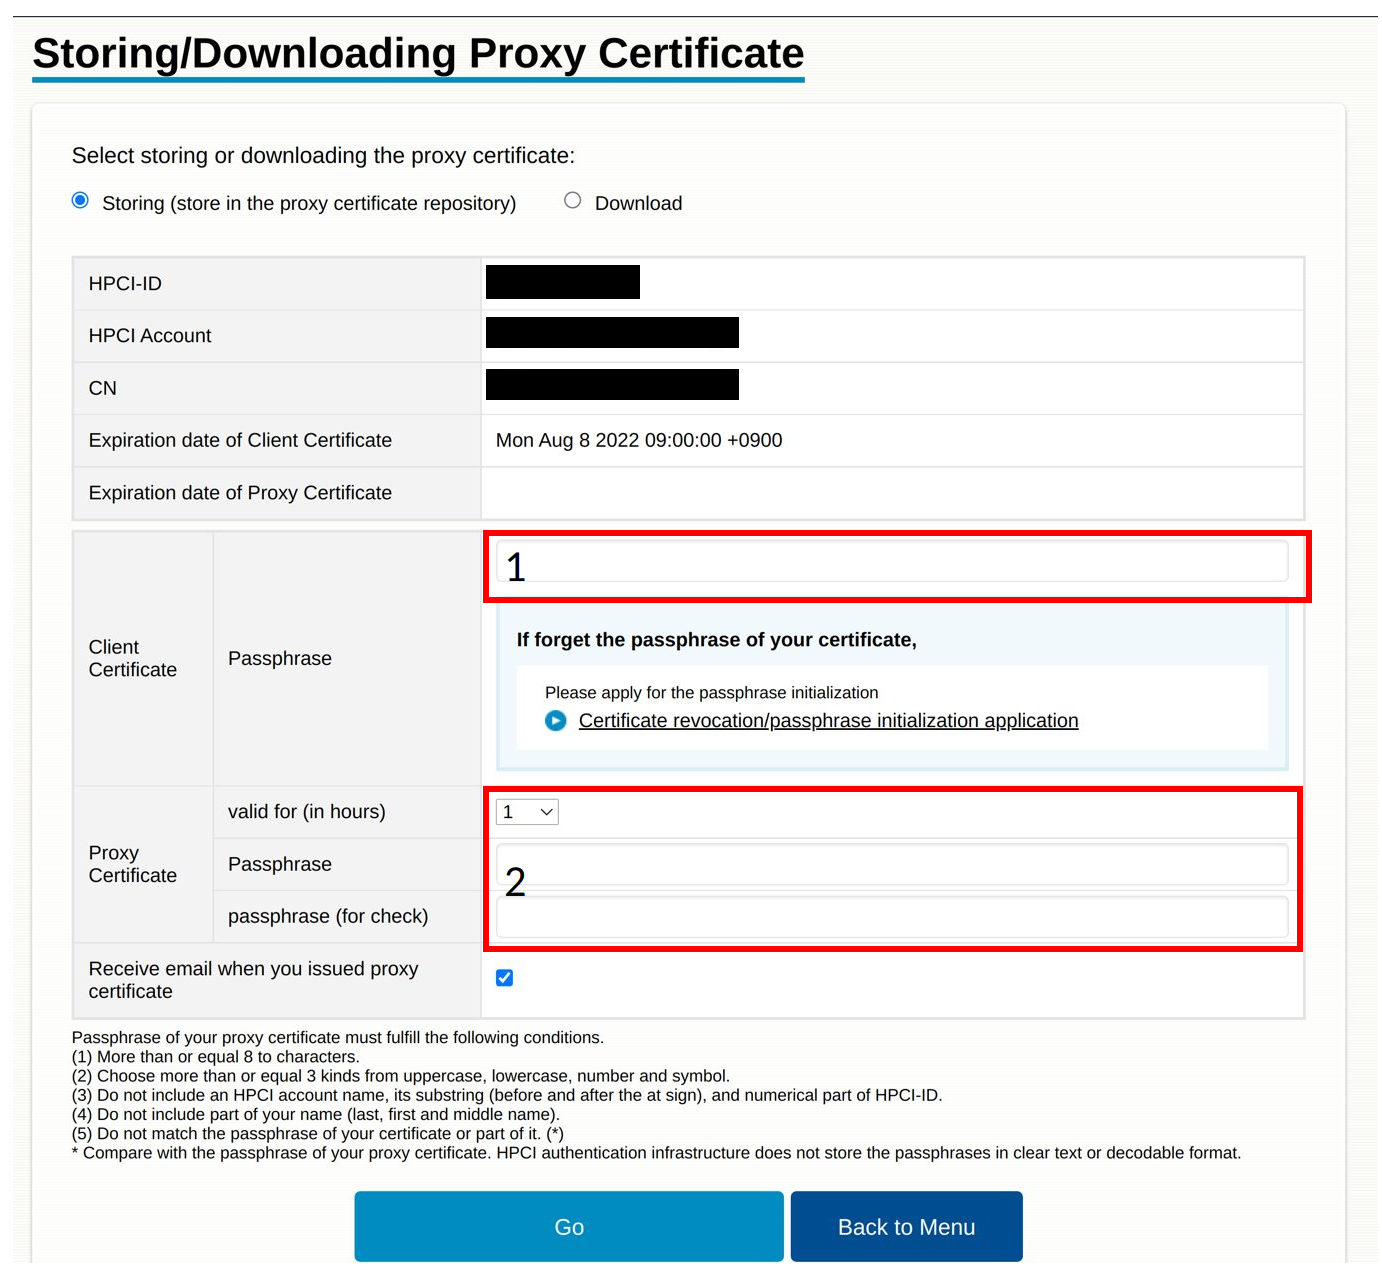 Storing/Downloading Proxy Certificate
Select storing or downloading the proxy certificate:
Storing (store in the proxy certificate repository) Download
HPCI-ID
HPCI Account
CN
Expiration date of Client Certificate Mon Aug 8 2022 09:00:00 +0900
Expiration date of Proxy Certificate
1
Client
Certificate
Passphrase
If forget the passphrase of your certificate,
Please apply for the passphrase initialization
Certificate revocation/passphrase initialization application
Proxy
Certificate
valid for (in hours) 1
Passphrase
2
passphrase (for check)
Receive email when you issued proxy
certificate
Passphrase of your proxy certificate must fulfill the following conditions.
(1) More than or equal 8 to characters.
(2) Choose more than or equal 3 kinds from uppercase, lowercase, number and symbol.
(3) Do not include an HPCI account name, its substring (before and after the at sign), and numerical part of HPCI-ID.
(4) Do not include part of your name (last, first and middle name).
(5) Do not match the passphrase of your certificate or part of it. (*)
* Compare with the passphrase of your proxy certificate. HPCI authentication infrastructure does not store the passphrases in clear text or decodable format.
Go
Back to Menu